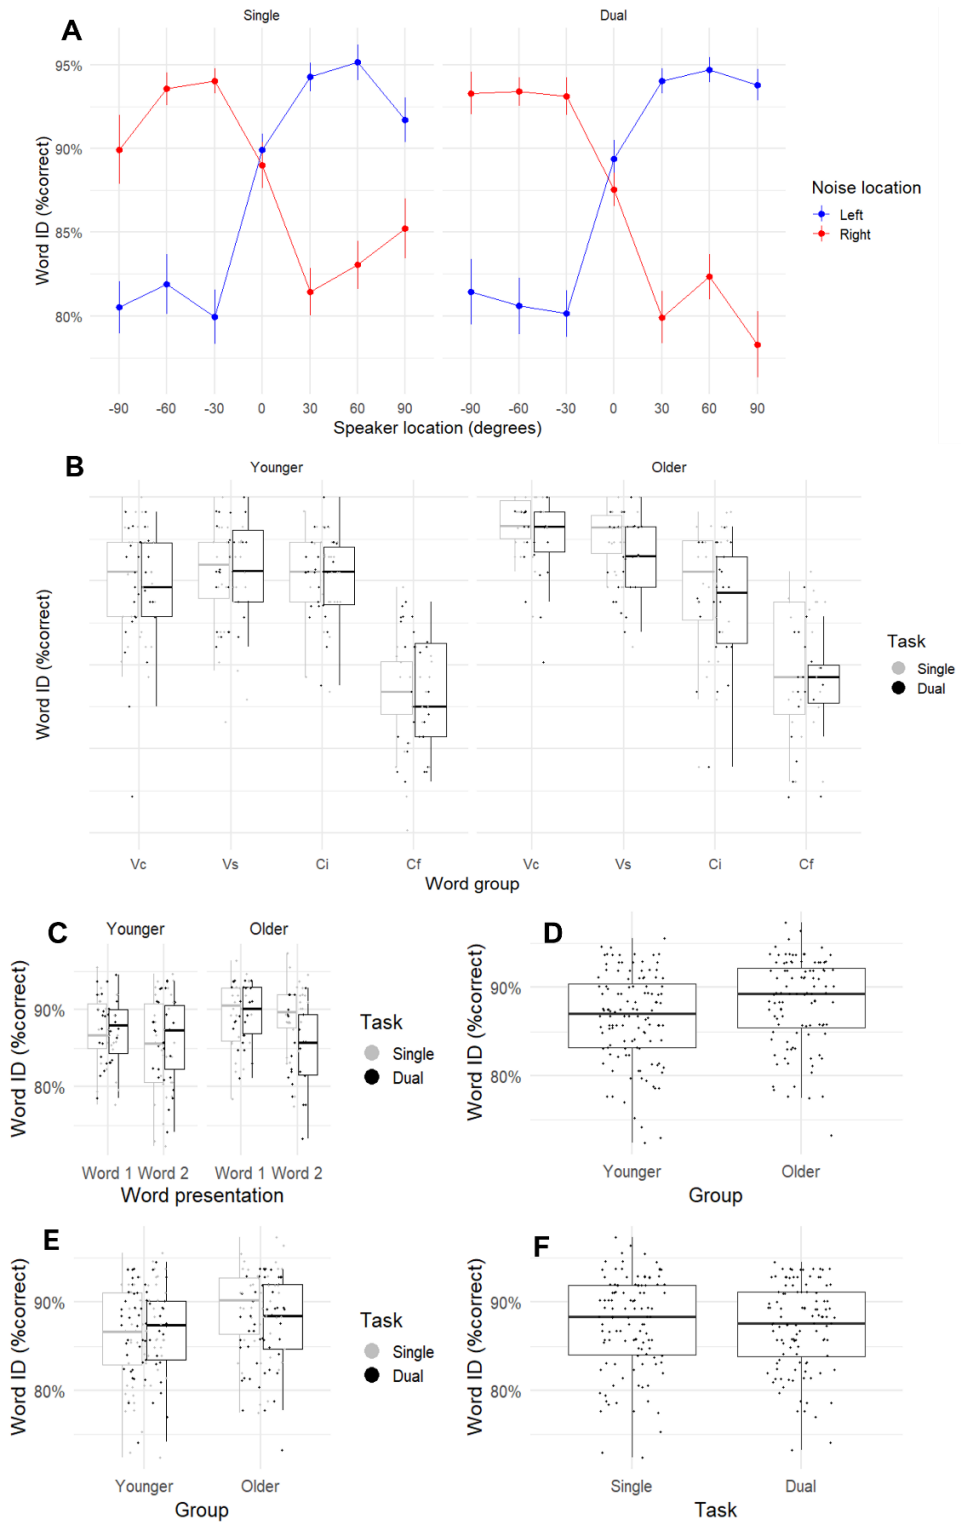 A
Single
Dual
Word ID (%correct)
95%
90%
85%
80%
-90 -60 -30 0 30 60 90
-90 -60 -30 0 30 60 90
Speaker location (degrees)
Noise location
Left
Right
B
Younger
Older
Word ID (%correct)
Vc Vs Ci Cf
Vc Vs Ci Cf
Word group
Task
Single
Dual
C
Younger
Older
Word ID (%correct)
90%
80%
Word 1 Word 2
Word 1 Word 2
Word presentation
Task
Single
Dual
D
Word ID (%correct)
90%
80%
Younger
Older
Group
E
Word ID (%correct)
90%
80%
Younger
Older
Group
Task
Single
Dual
F
Word ID (%correct)
90%
80%
Single
Dual
Task